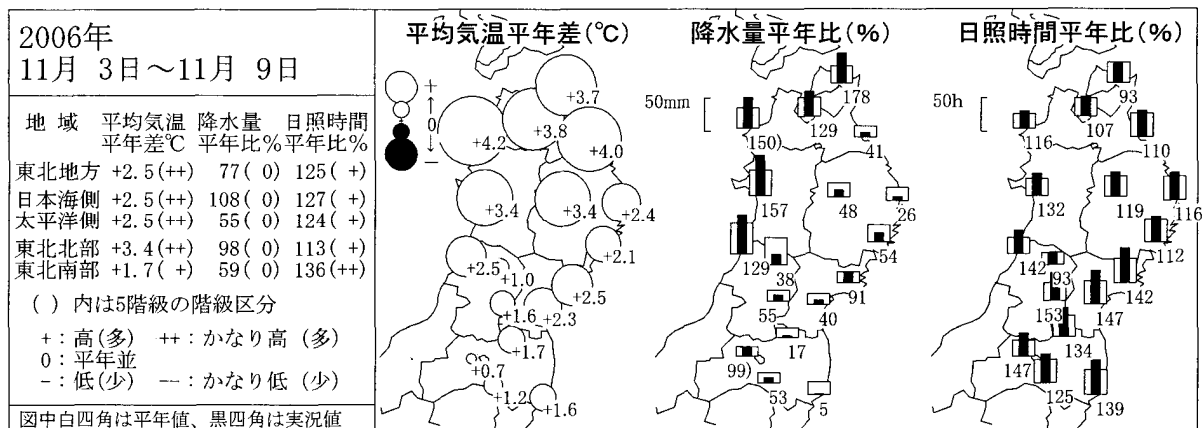 2006年
11月 3日～11月 9日
地 域 平均気温 降水量 日照時間
平年差℃ 平年比% 平年比%
東北地方 +2.5(++) 77( 0) 125( +)
日本海側 +2.5(++) 108( 0) 127( +)
太平洋側 +2.5(++) 55( 0) 124( +)
東北北部 +3.4(++) 98( 0) 113( +)
東北南部 +1.7( +) 59( 0) 136(++)
( ) 内は5階級の階級区分
+：高(多) ++：かなり高 (多)
0：平年並
-：低(少) --：かなり低 (少)
図中白四角は平年値、黒四角は実況値
平均気温平年差(℃)
+
↑
0
↓
-
+3.7
+3.8
+4.2
+4.0
+3.4
+3.4
+2.4
+2.1
+2.5
+1.0
+2.5
+1.6
+2.3
+1.7
+0.7
+1.2
+1.6
降水量平年比(%)
50mm
178
129
150)
41
157
48
26
54
129
38
91
55
40
17
99)
53
5
日照時間平年比(%)
50h
93
107
116
110
132
119
116
112
142
93
142
153
147
134
147
125
139